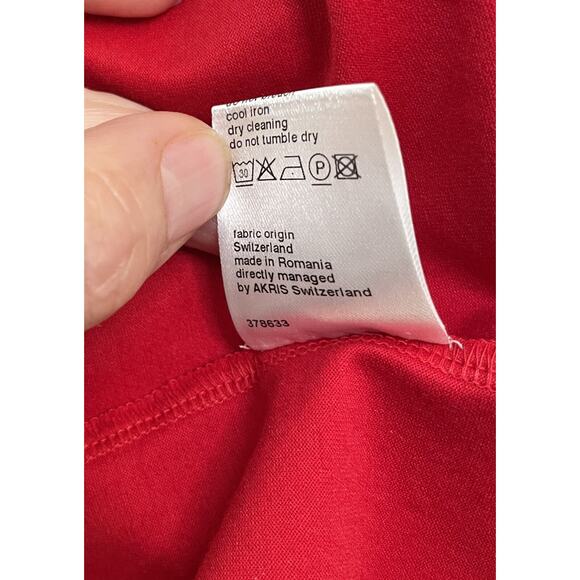 cool iron
dry cleaning
do not tumble dry
30 P
fabric origin
Switzerland
made in Romania
directly managed
by AKRIS Switzerland
378633